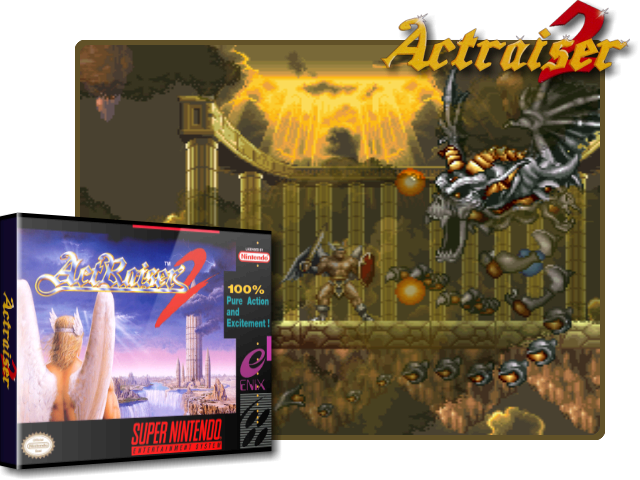 Actraiser 2
ActRaiser 2
TM
LICENSED BY
Nintendo
100%
Pure Action
and
Excitement!
ENIX
SUPER NINTENDO
ENTERTAINMENT SYSTEM
Actraiser 2